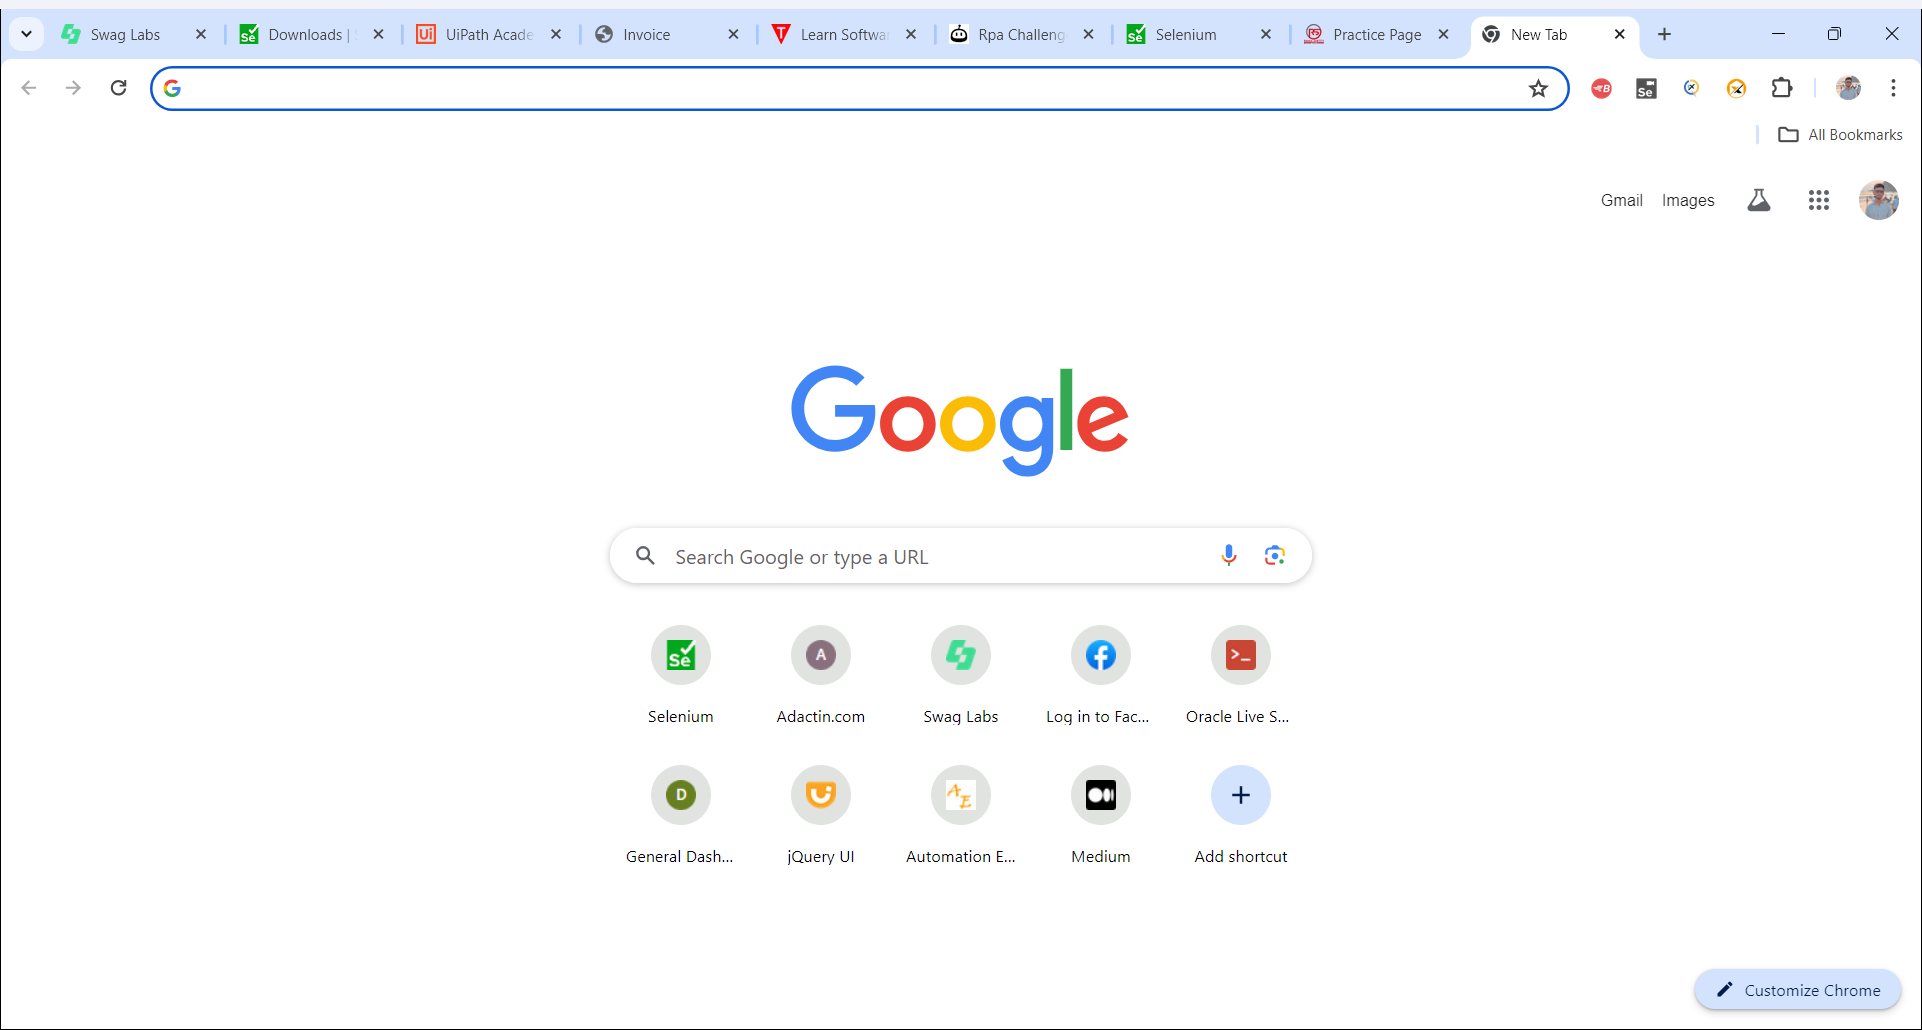 Swag Labs
Downloads |
UiPath Acade
Invoice
Learn Softwar
Rpa Challeng
Selenium
Practice Page
New Tab
All Bookmarks
Gmail Images
Google
Search Google or type a URL
Selenium
Adactin.com
Swag Labs
Log in to Fac...
Oracle Live S...
General Dash...
jQuery UI
Automation E...
Medium
Add shortcut
Customize Chrome